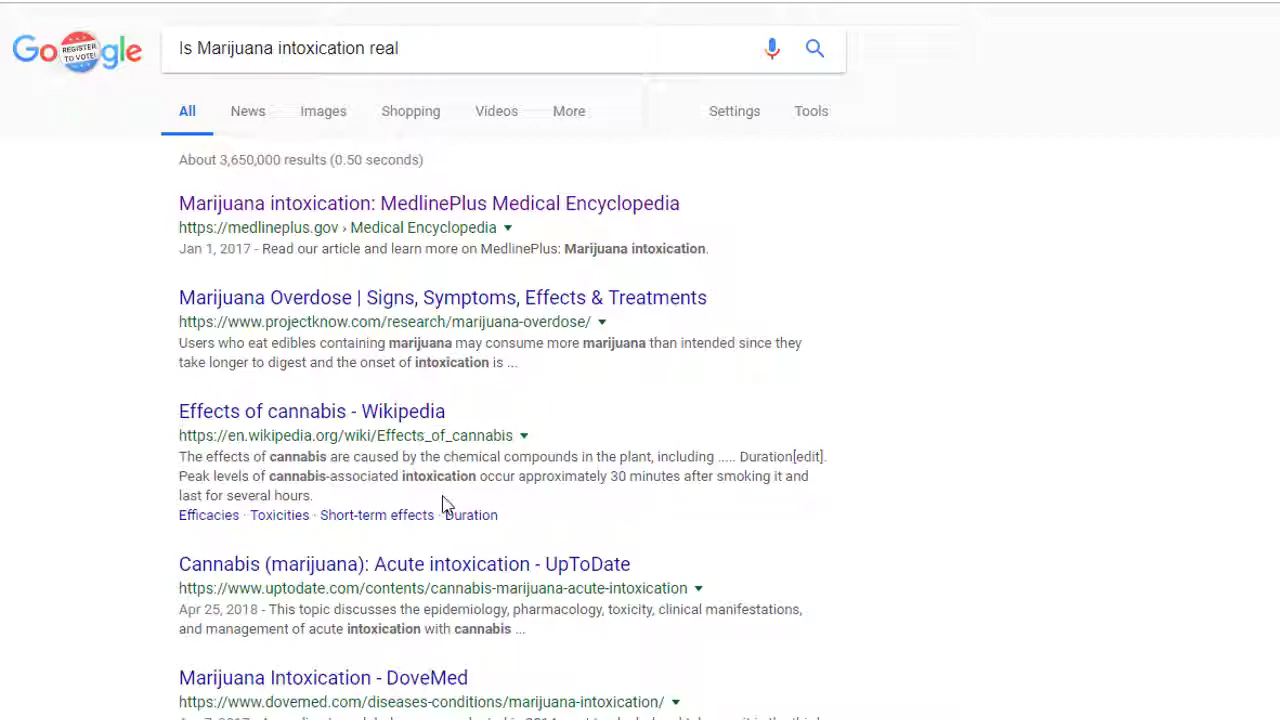 Google
REGISTER
TO VOTE!
Is Marijuana intoxication real
All News Images Shopping Videos More Settings Tools
About 3,650,000 results (0.50 seconds)
Marijuana intoxication: MedlinePlus Medical Encyclopedia
https://medlineplus.gov › Medical Encyclopedia
Jan 1, 2017 - Read our article and learn more on MedlinePlus: Marijuana intoxication.
Marijuana Overdose | Signs, Symptoms, Effects & Treatments
https://www.projectknow.com/research/marijuana-overdose/
Users who eat edibles containing marijuana may consume more marijuana than intended since they
take longer to digest and the onset of intoxication is ...
Effects of cannabis - Wikipedia
https://en.wikipedia.org/wiki/Effects_of_cannabis
The effects of cannabis are caused by the chemical compounds in the plant, including ..... Duration[edit].
Peak levels of cannabis-associated intoxication occur approximately 30 minutes after smoking it and
last for several hours.
Efficacies · Toxicities · Short-term effects · Duration
Cannabis (marijuana): Acute intoxication - UpToDate
https://www.uptodate.com/contents/cannabis-marijuana-acute-intoxication
Apr 25, 2018 - This topic discusses the epidemiology, pharmacology, toxicity, clinical manifestations,
and management of acute intoxication with cannabis ...
Marijuana Intoxication - DoveMed
https://www.dovemed.com/diseases-conditions/marijuana-intoxication/